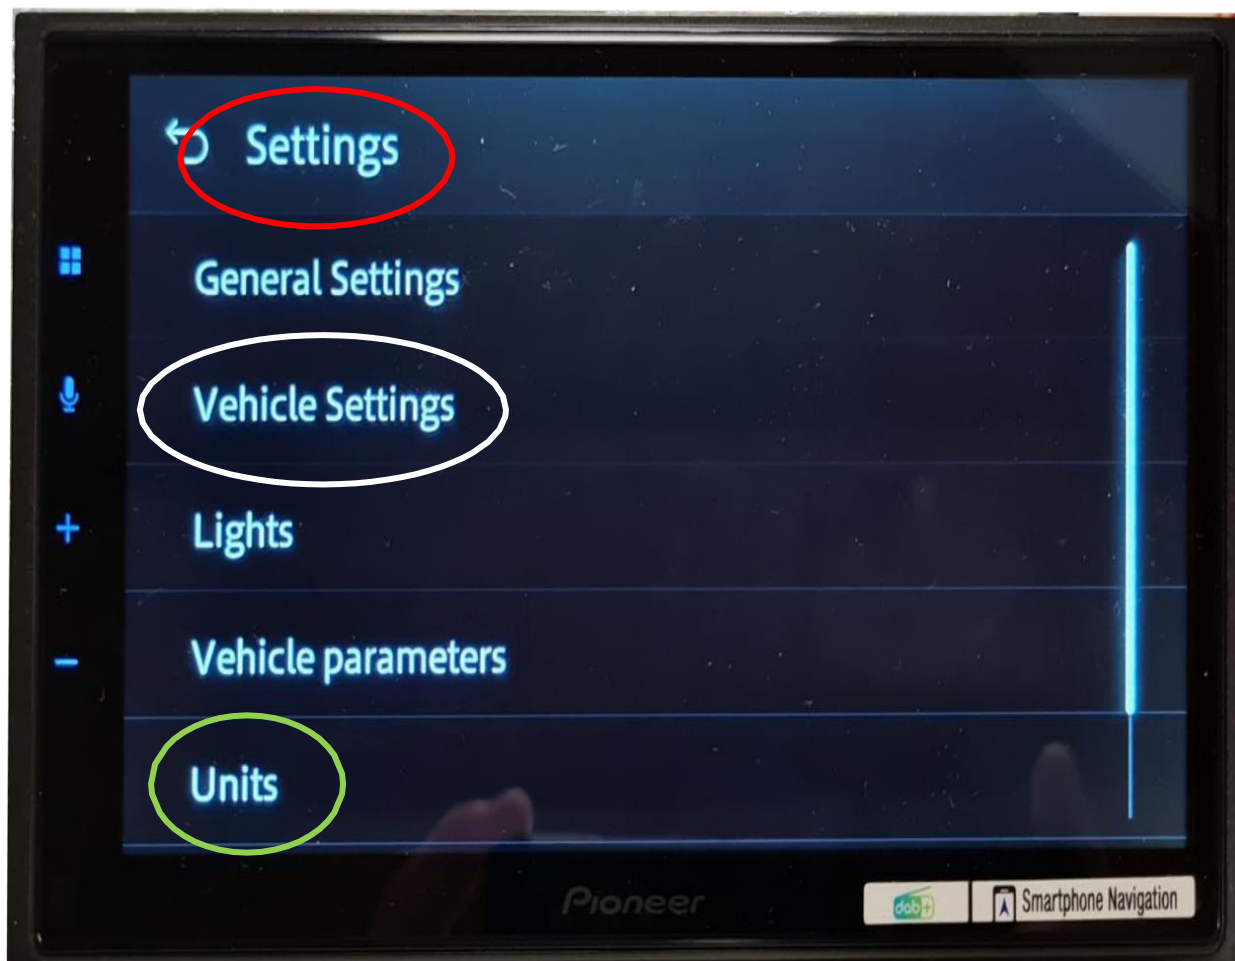 Settings
General Settings
Vehicle Settings
Lights
Vehicle parameters
Units
Pioneer
dab+
Smartphone Navigation